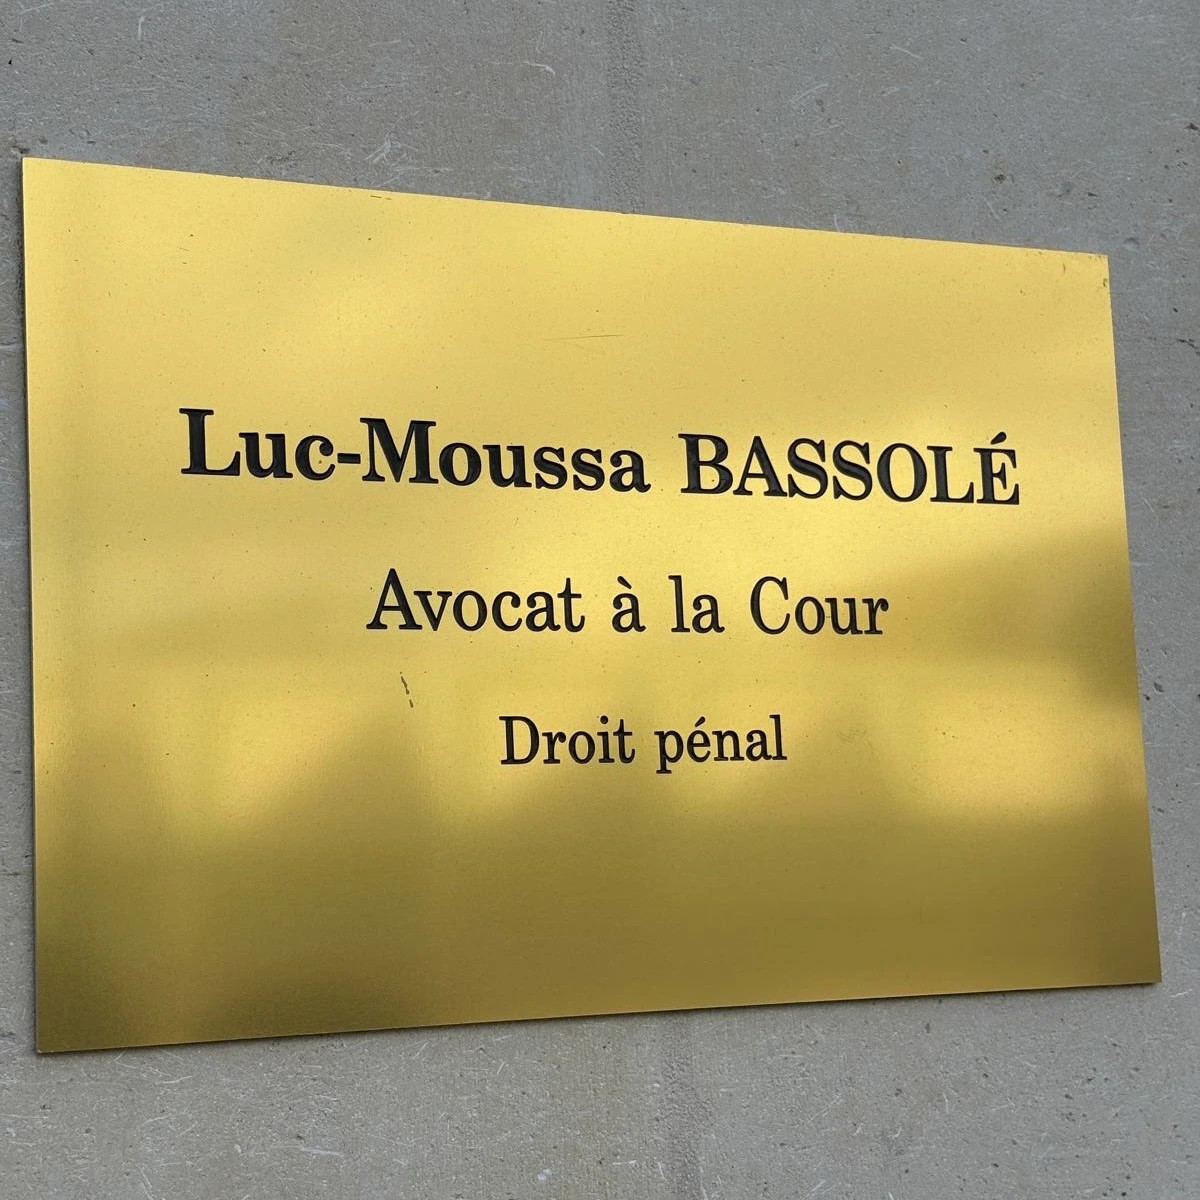 Luc-Moussa BASSOLÉ
Avocat à la Cour
Droit pénal